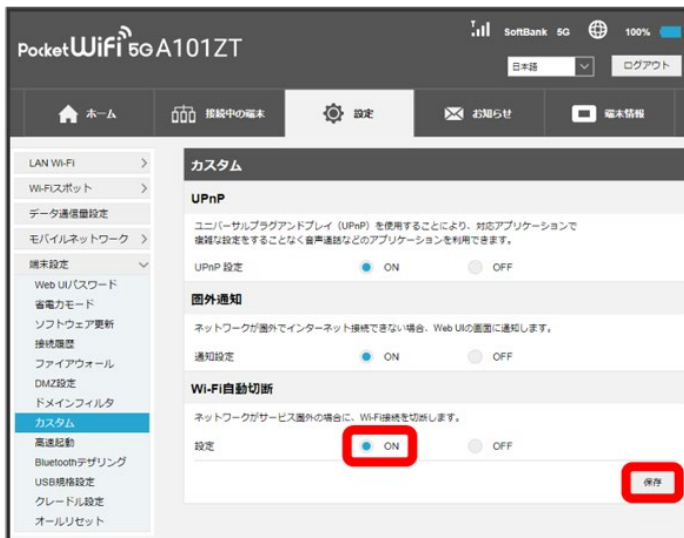 Pocket WiFi 5G A101ZT
SoftBank 5G 100%
日本語 ログアウト
ホーム 接続中の端末 設定 お知らせ 端末情報
LAN Wi-Fi
Wi-Fiスポット
データ通信量設定
モバイルネットワーク
端末設定
Web UIパスワード
省電力モード
ソフトウェア更新
接続履歴
ファイアウォール
DMZ設定
ドメインフィルタ
カスタム
高速起動
Bluetoothテザリング
USB規格設定
クレードル設定
オールリセット
カスタム
UPnP
ユニバーサルプラグアンドプレイ（UPnP）を使用することにより、対応アプリケーションで
複雑な設定をすることなく音声通話などのアプリケーションを利用できます。
UPnP 設定 ON OFF
圏外通知
ネットワークが圏外でインターネット接続できない場合、Web UIの画面に通知します。
通知設定 ON OFF
Wi-Fi自動切断
ネットワークがサービス圏外の場合に、Wi-Fi接続を切断します。
設定 ON OFF
保存